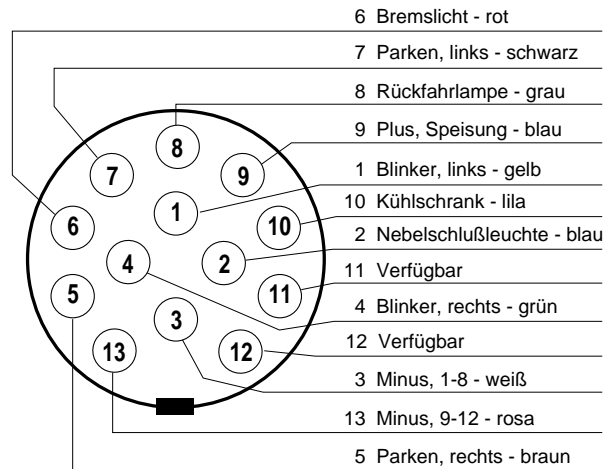 6 Bremslicht - rot
7 Parken, links - schwarz
8 Rückfahrlampe - grau
9 Plus, Speisung - blau
1 Blinker, links - gelb
10 Kühlschrank - lila
2 Nebelschlußleuchte - blau
11 Verfügbar
4 Blinker, rechts - grün
12 Verfügbar
3 Minus, 1-8 - weiß
13 Minus, 9-12 - rosa
5 Parken, rechts - braun
8
7
9
1
6
10
4
2
5
11
3
13
12